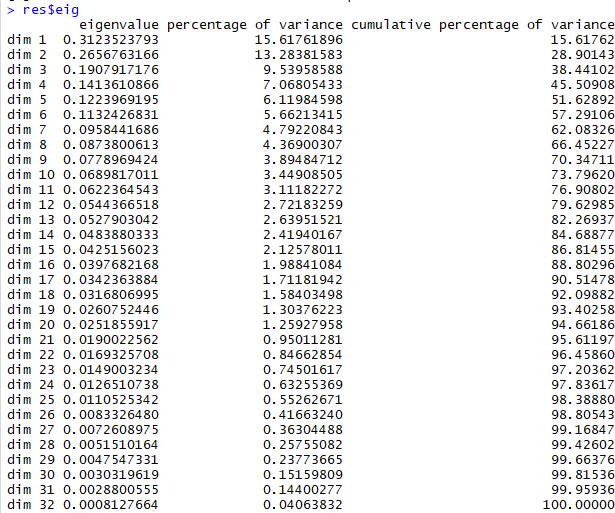 > res$eig
eigenvalue percentage of variance cumulative percentage of variance
dim 1 0.3123523793 15.61761896 15.61762
dim 2 0.2656763166 13.28381583 28.90143
dim 3 0.1907917176 9.53958588 38.44102
dim 4 0.1413610866 7.06805433 45.50908
dim 5 0.1223969195 6.11984598 51.62892
dim 6 0.1132426831 5.66213415 57.29106
dim 7 0.0958441686 4.79220843 62.08326
dim 8 0.0873800613 4.36900307 66.45227
dim 9 0.0778969424 3.89484712 70.34711
dim 10 0.0689817011 3.44908505 73.79620
dim 11 0.0622364543 3.11182272 76.90802
dim 12 0.0544366518 2.72183259 79.62985
dim 13 0.0527903042 2.63951521 82.26937
dim 14 0.0483880333 2.41940167 84.68877
dim 15 0.0425156023 2.12578011 86.81455
dim 16 0.0397682168 1.98841084 88.80296
dim 17 0.0342363884 1.71181942 90.51478
dim 18 0.0316806995 1.58403498 92.09882
dim 19 0.0260752446 1.30376223 93.40258
dim 20 0.0251855917 1.25927958 94.66186
dim 21 0.0190022562 0.95011281 95.61197
dim 22 0.0169325708 0.84662854 96.45860
dim 23 0.0149003234 0.74501617 97.20362
dim 24 0.0126510738 0.63255369 97.83617
dim 25 0.0110525342 0.55262671 98.38880
dim 26 0.0083326480 0.41663240 98.80543
dim 27 0.0072608975 0.36304488 99.16847
dim 28 0.0051510164 0.25755082 99.42602
dim 29 0.0047547331 0.23773665 99.66376
dim 30 0.0030319619 0.15159809 99.81536
dim 31 0.0028800555 0.14400277 99.95936
dim 32 0.0008127664 0.04063832 100.00000